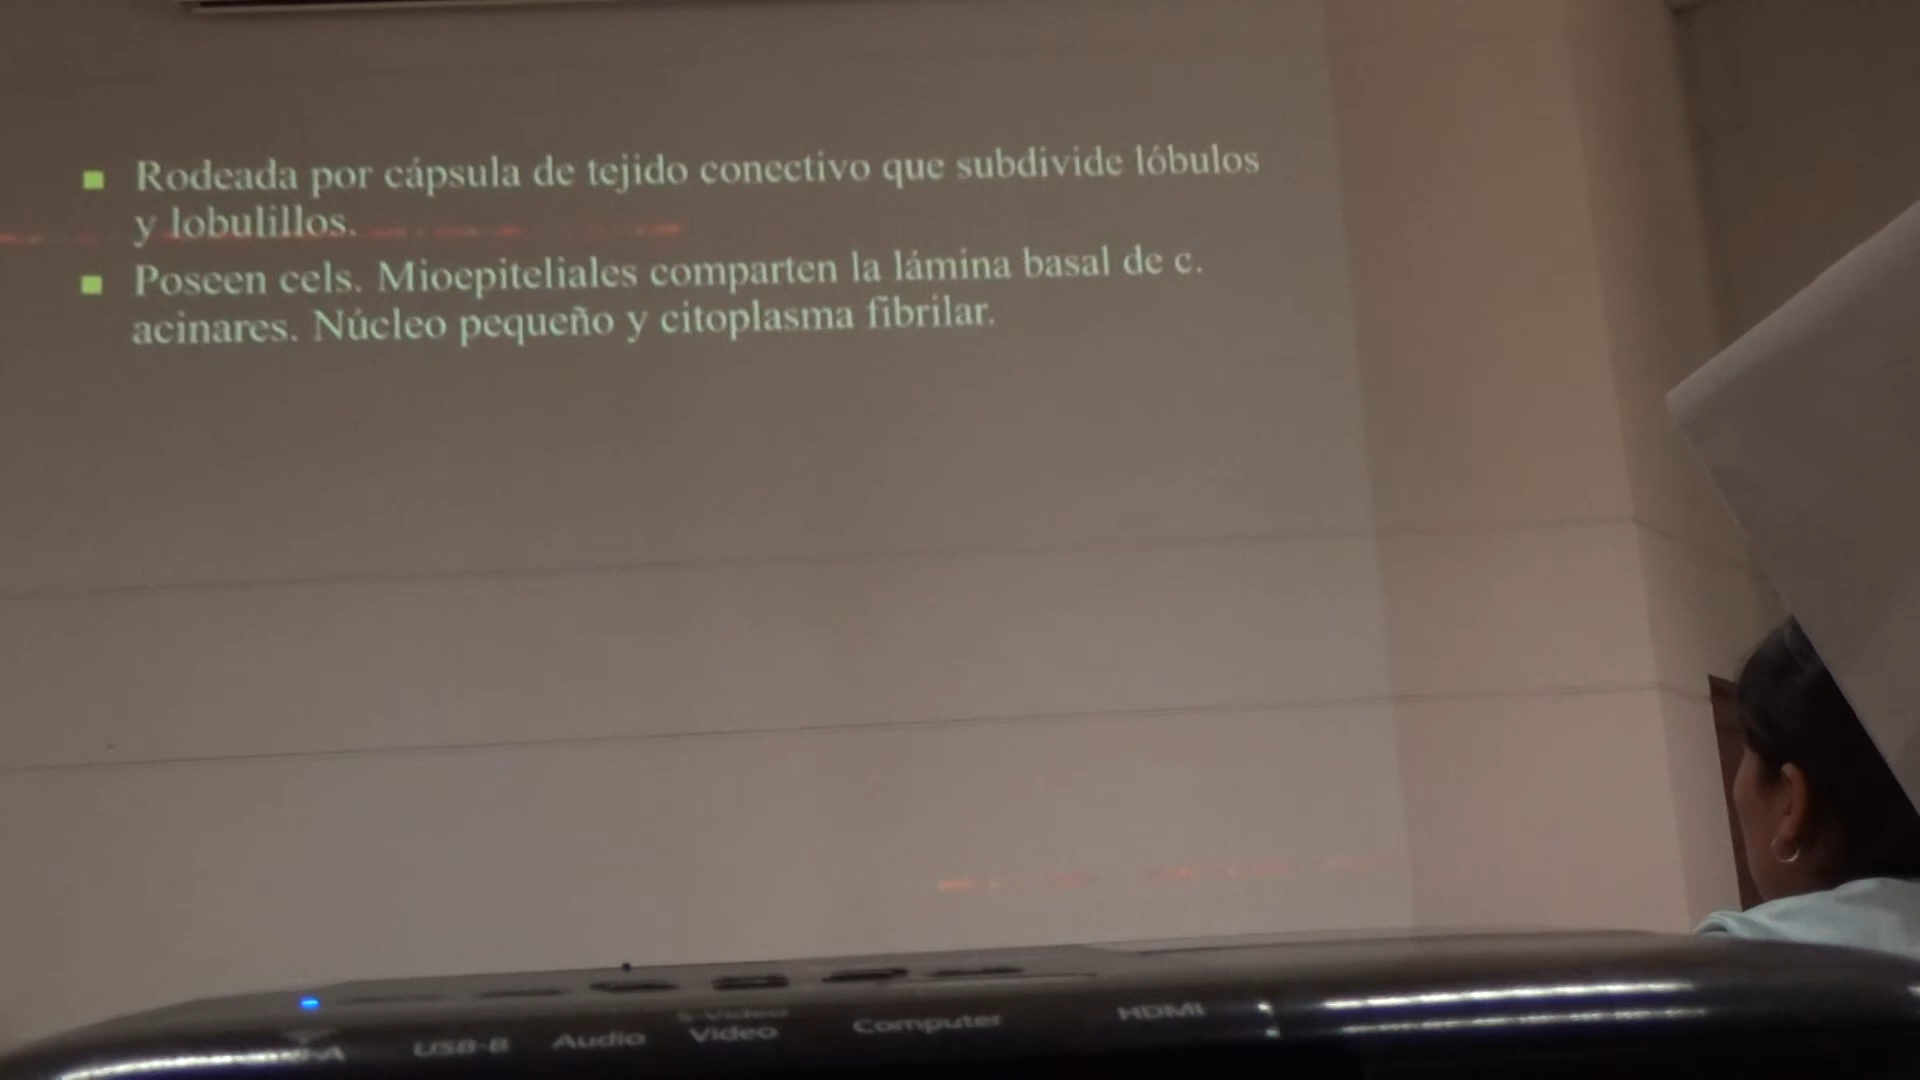 Rodeada por cápsula de tejido conectivo que subdivide lóbulos
y lobulillos.
Poseen cels. Mioepiteliales comparten la lámina basal de c.
acinares. Núcleo pequeño y citoplasma fibrilar.
USB-B Audio S-Video
Video Computer HDMI